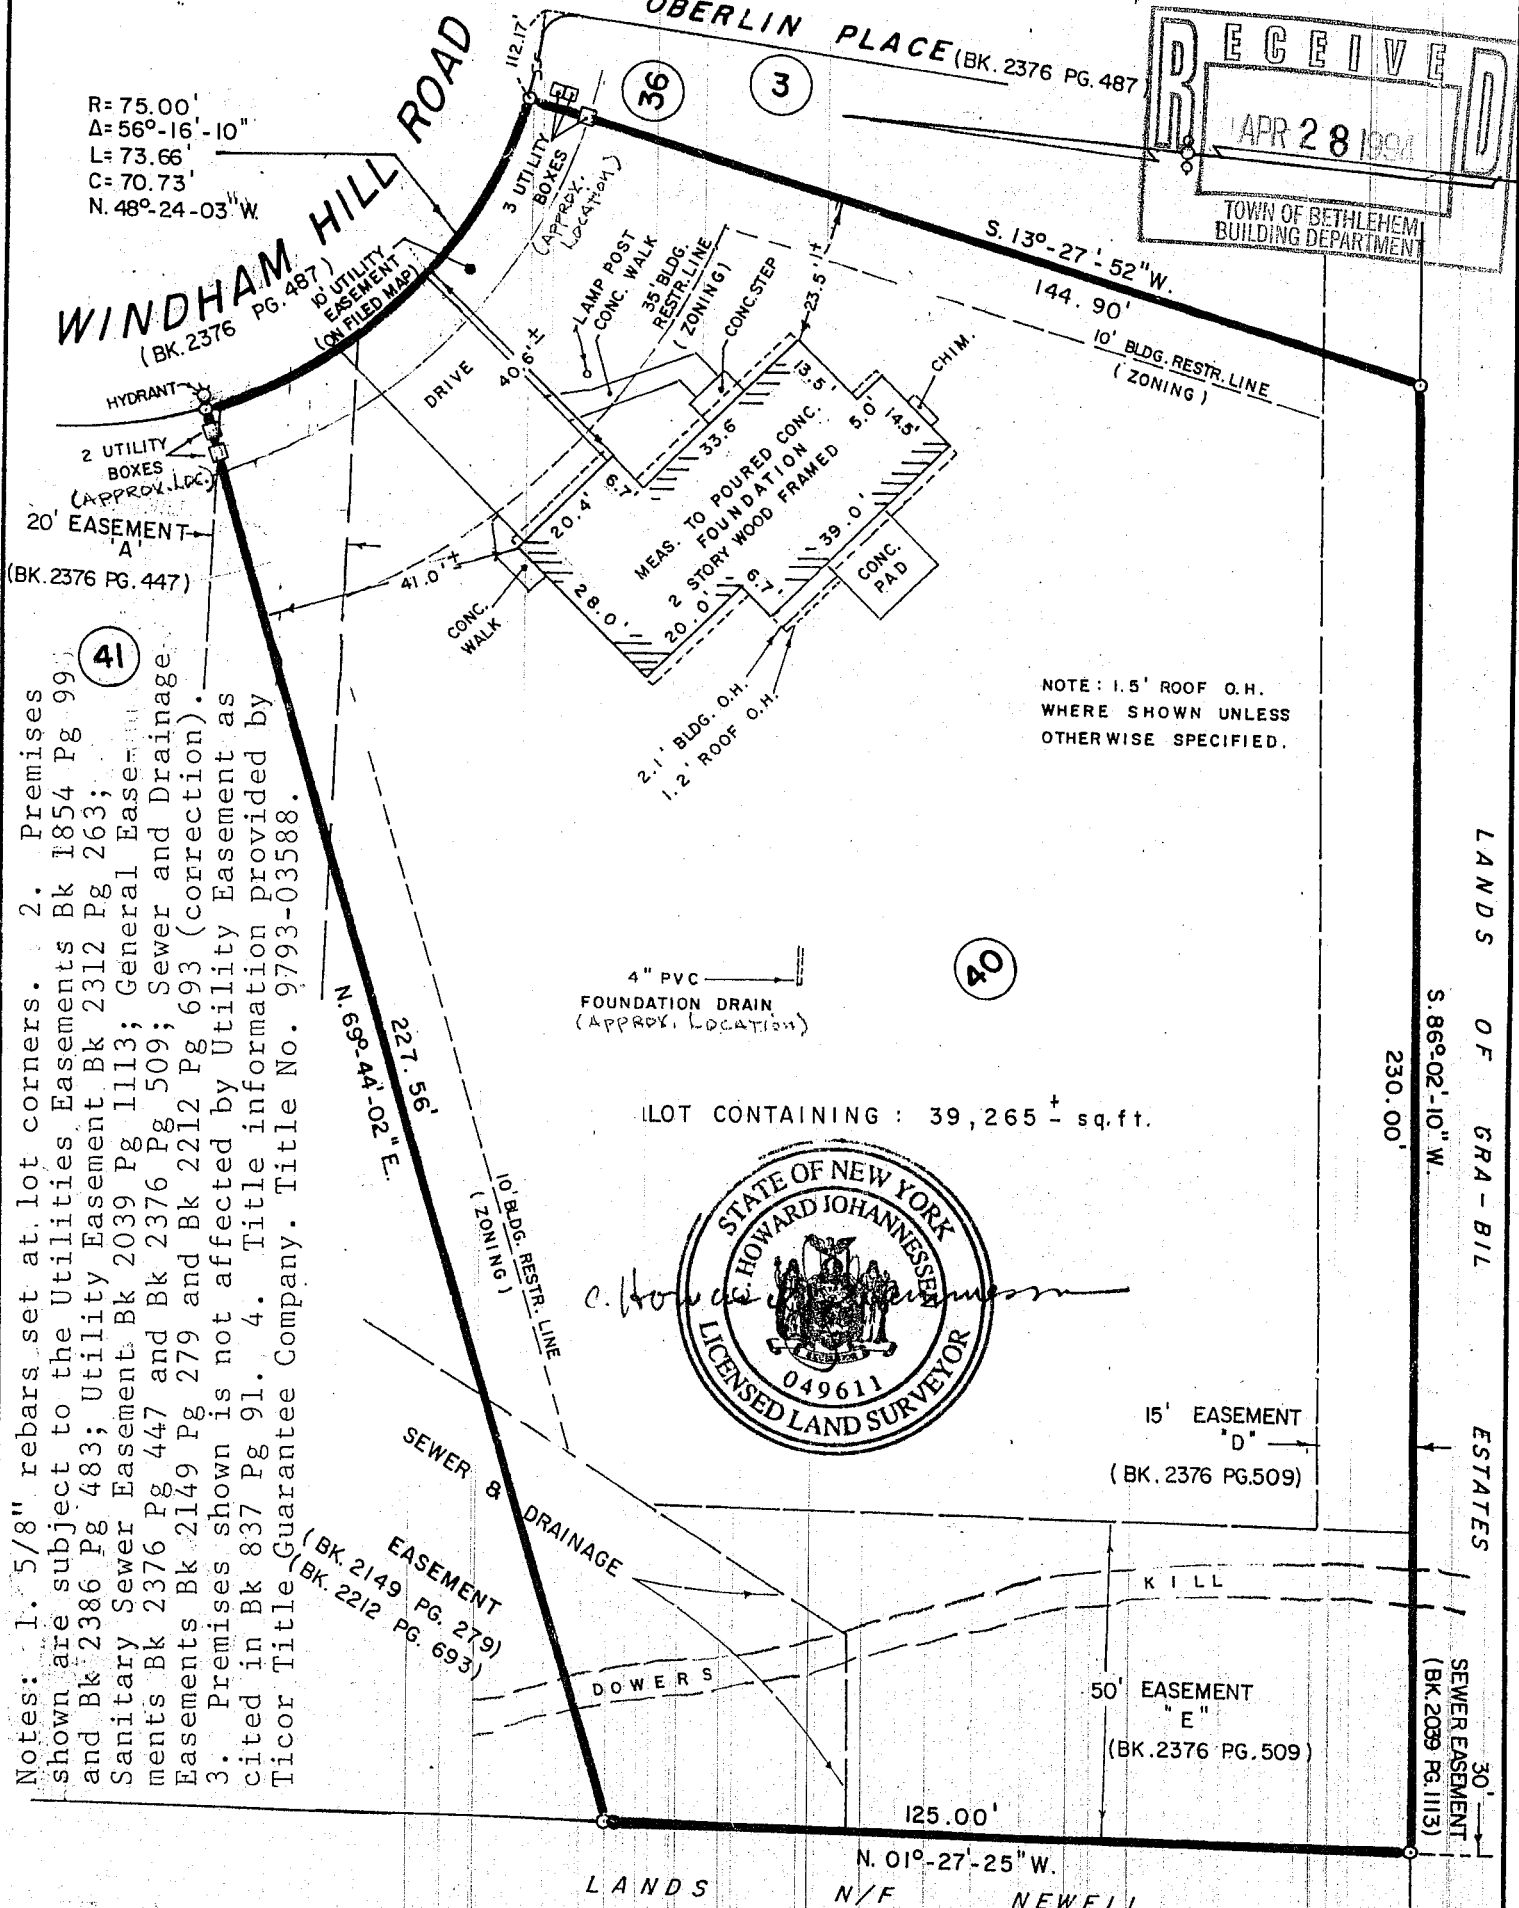 OBERLIN PLACE (BK. 2376 PG. 487)
RECEIVED
APR 28 1994
TOWN OF BETHLEHEM
BUILDING DEPARTMENT
R= 75.00'
Δ= 56°-16'-10"
L= 73.66'
C= 70.73'
N. 48°-24-03" W.
112.17'
36
3
WINDHAM HILL ROAD
(BK. 2376 PG. 487)
10' UTILITY
EASEMENT
(ON FILED MAP)
3 UTILITY
BOXES
(APPROX.
LOCATION)
HYDRANT
2 UTILITY
BOXES
(APPROX. LOC.)
20' EASEMENT
'A'
(BK. 2376 PG. 447)
41
DRIVE
40.6'±
LAMP POST
CONC. WALK
35' BLDG.
RESTR. LINE
(ZONING)
CONC. STEP
23.5'±
S. 13°-27'-52" W.
144.90'
10' BLDG. RESTR. LINE
(ZONING)
CHIM.
13.5'
5.0'
14.5'
33.6'
6.7'
20.4'
MEAS. TO POURED CONC.
FOUNDATION
2 STORY WOOD FRAMED
39.0'
6.7'
20.0'
28.0'
41.0'±
CONC.
WALK
CONC.
PAD
2.1' BLDG. O.H.
1.2' ROOF O.H.
NOTE: 1.5' ROOF O.H.
WHERE SHOWN UNLESS
OTHERWISE SPECIFIED.
4" PVC
FOUNDATION DRAIN
(APPROX. LOCATION)
40
LOT CONTAINING: 39,265 ± sq. ft.
STATE OF NEW YORK
C. HOWARD JOHANNESSEN
049611
LICENSED LAND SURVEYOR
227.56'
N. 69°-44'-02" E.
10' BLDG. RESTR. LINE
(ZONING)
S. 86°-02'-10" W.
230.00'
LANDS OF GRA-BIL ESTATES
15' EASEMENT
"D"
(BK. 2376 PG. 509)
SEWER & DRAINAGE
EASEMENT
(BK. 2149 PG. 279)
(BK. 2212 PG. 693)
DOWERS KILL
50' EASEMENT
"E"
(BK. 2376 PG. 509)
30'
SEWER EASEMENT
(BK. 2039 PG. 1113)
125.00'
N. 01°-27'-25" W.
LANDS N/F NEWELL
Notes: 1. 5/8" rebars set at lot corners. 2. Premises
shown are subject to the Utilities Easements Bk 1854 Pg 99
and Bk 2386 Pg 483; Utility Easement Bk 2312 Pg 263;
Sanitary Sewer Easement Bk 2039 Pg 1113; General Ease-
ments Bk 2376 Pg 447 and Bk 2376 Pg 509; Sewer and Drainage
Easements Bk 2149 Pg 279 and Bk 2212 Pg 693 (correction).
3. Premises shown is not affected by Utility Easement as
cited in Bk 837 Pg 91. 4. Title information provided by
Ticor Title Guarantee Company. Title No. 9793-03588.